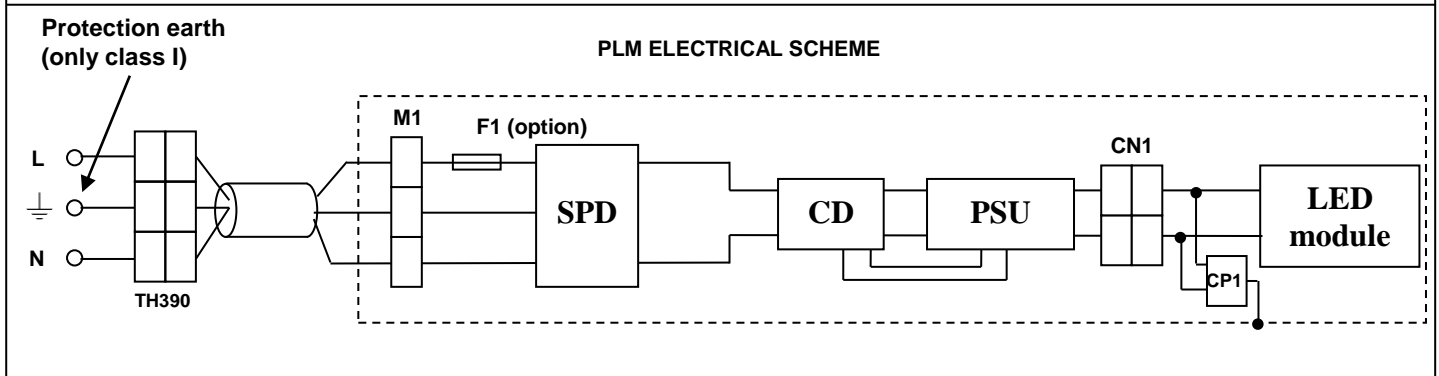 Protection earth
(only class I)
PLM ELECTRICAL SCHEME
M1
F1 (option)
CN1
L
N
TH390
SPD
CD
PSU
LED
module
CP1